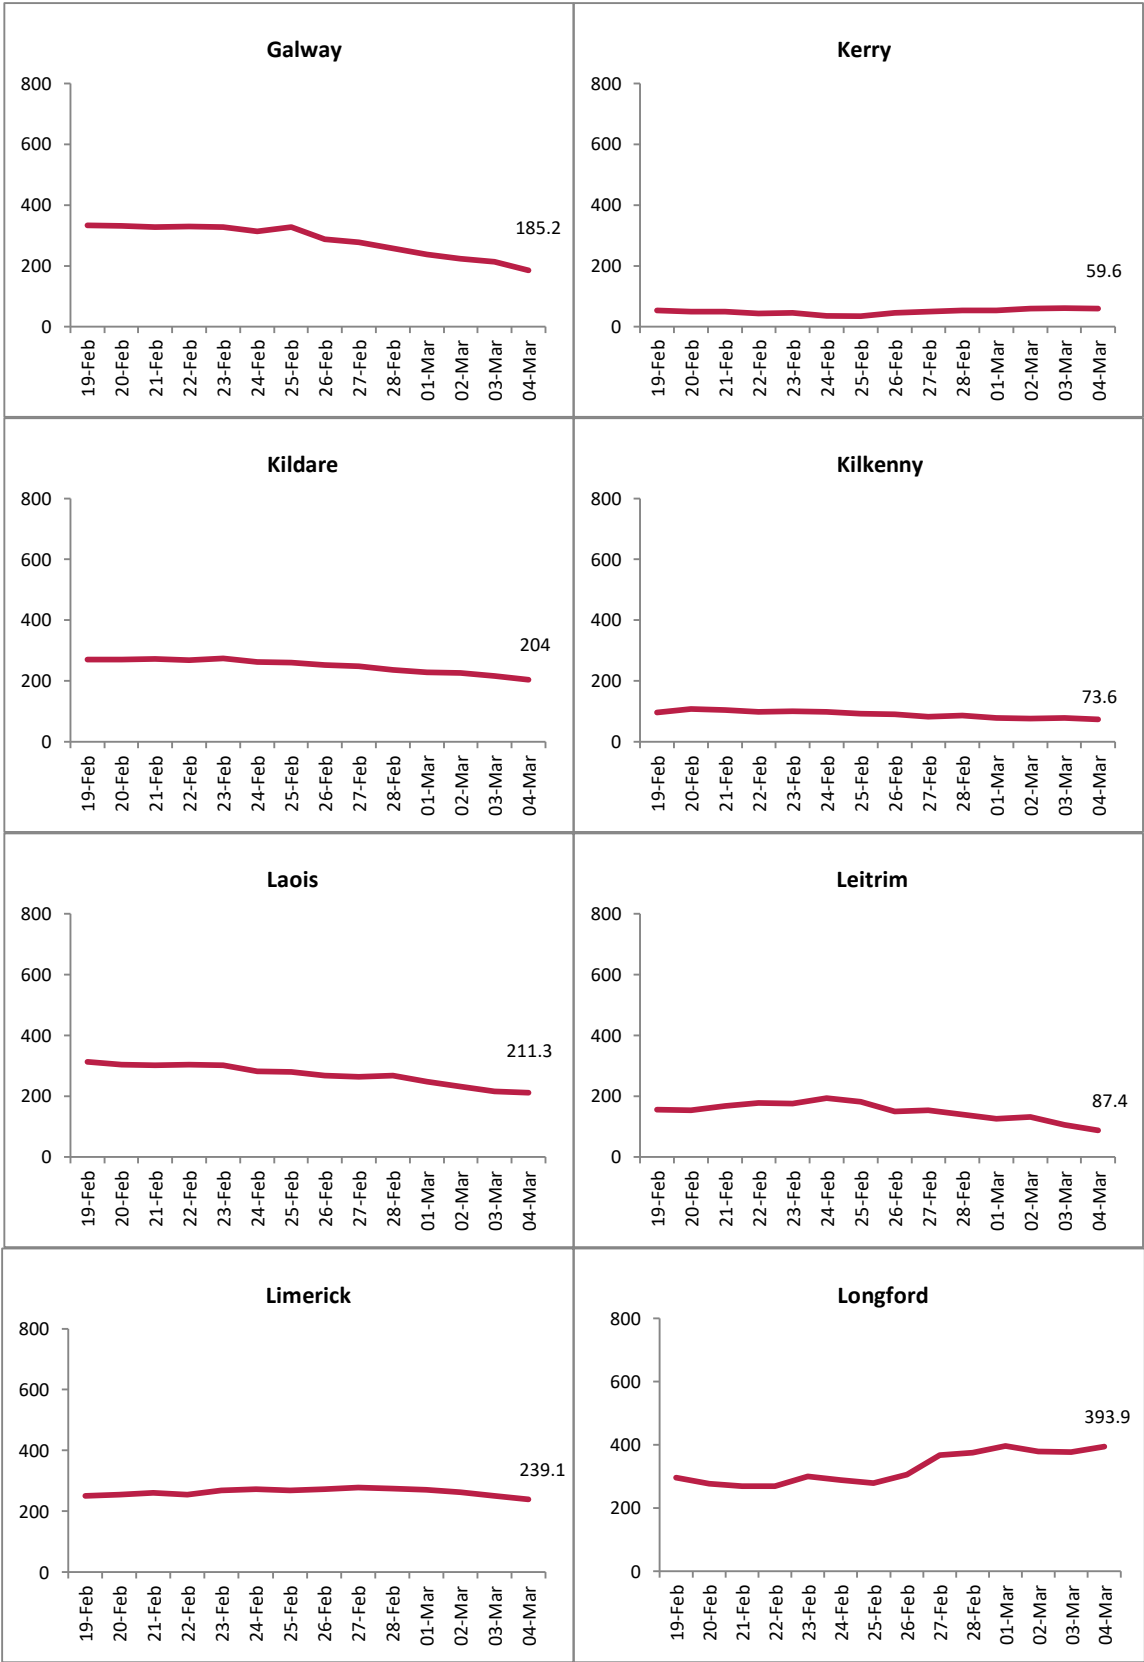 Galway
800
600
400
200
0
185.2
19-Feb
20-Feb
21-Feb
22-Feb
23-Feb
24-Feb
25-Feb
26-Feb
27-Feb
28-Feb
01-Mar
02-Mar
03-Mar
04-Mar
Kerry
800
600
400
200
0
59.6
19-Feb
20-Feb
21-Feb
22-Feb
23-Feb
24-Feb
25-Feb
26-Feb
27-Feb
28-Feb
01-Mar
02-Mar
03-Mar
04-Mar
Kildare
800
600
400
200
0
204
19-Feb
20-Feb
21-Feb
22-Feb
23-Feb
24-Feb
25-Feb
26-Feb
27-Feb
28-Feb
01-Mar
02-Mar
03-Mar
04-Mar
Kilkenny
800
600
400
200
0
73.6
19-Feb
20-Feb
21-Feb
22-Feb
23-Feb
24-Feb
25-Feb
26-Feb
27-Feb
28-Feb
01-Mar
02-Mar
03-Mar
04-Mar
Laois
800
600
400
200
0
211.3
19-Feb
20-Feb
21-Feb
22-Feb
23-Feb
24-Feb
25-Feb
26-Feb
27-Feb
28-Feb
01-Mar
02-Mar
03-Mar
04-Mar
Leitrim
800
600
400
200
0
87.4
19-Feb
20-Feb
21-Feb
22-Feb
23-Feb
24-Feb
25-Feb
26-Feb
27-Feb
28-Feb
01-Mar
02-Mar
03-Mar
04-Mar
Limerick
800
600
400
200
0
239.1
19-Feb
20-Feb
21-Feb
22-Feb
23-Feb
24-Feb
25-Feb
26-Feb
27-Feb
28-Feb
01-Mar
02-Mar
03-Mar
04-Mar
Longford
800
600
400
200
0
393.9
19-Feb
20-Feb
21-Feb
22-Feb
23-Feb
24-Feb
25-Feb
26-Feb
27-Feb
28-Feb
01-Mar
02-Mar
03-Mar
04-Mar